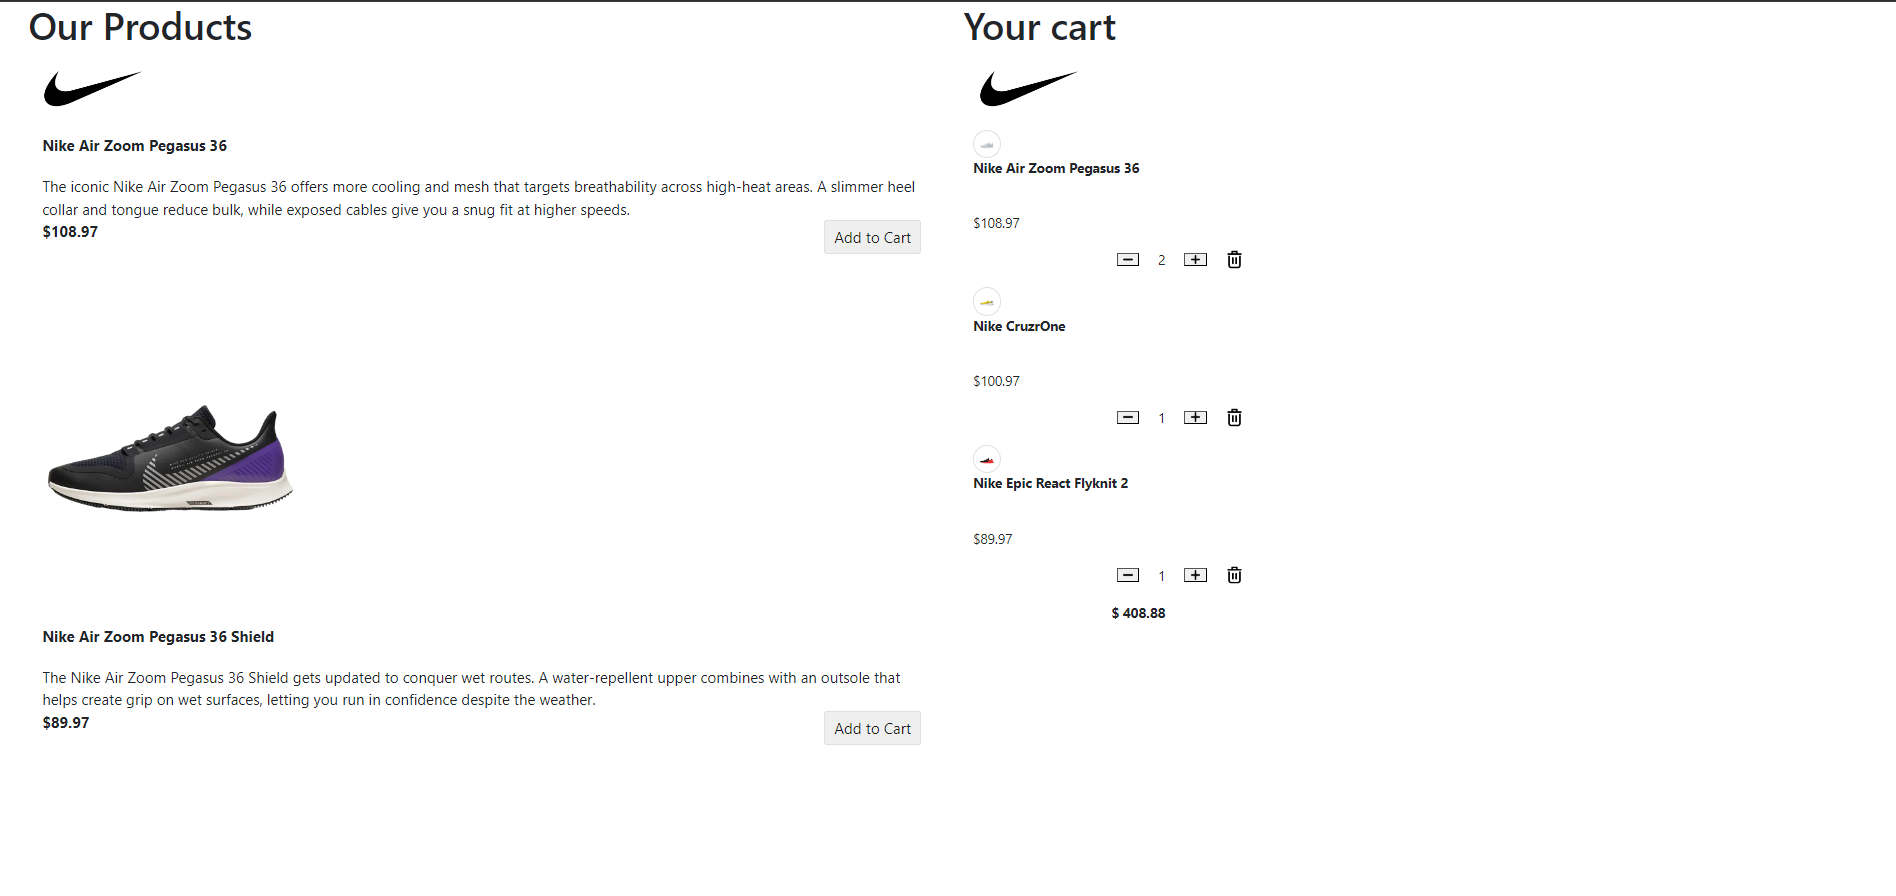 Our Products
Nike Air Zoom Pegasus 36
The iconic Nike Air Zoom Pegasus 36 offers more cooling and mesh that targets breathability across high-heat areas. A slimmer heel
collar and tongue reduce bulk, while exposed cables give you a snug fit at higher speeds.
$108.97
Add to Cart
Nike Air Zoom Pegasus 36 Shield
The Nike Air Zoom Pegasus 36 Shield gets updated to conquer wet routes. A water-repellent upper combines with an outsole that
helps create grip on wet surfaces, letting you run in confidence despite the weather.
$89.97
Add to Cart
Your cart
Nike Air Zoom Pegasus 36
$108.97
2
Nike CruzrOne
$100.97
1
Nike Epic React Flyknit 2
$89.97
1
$ 408.88